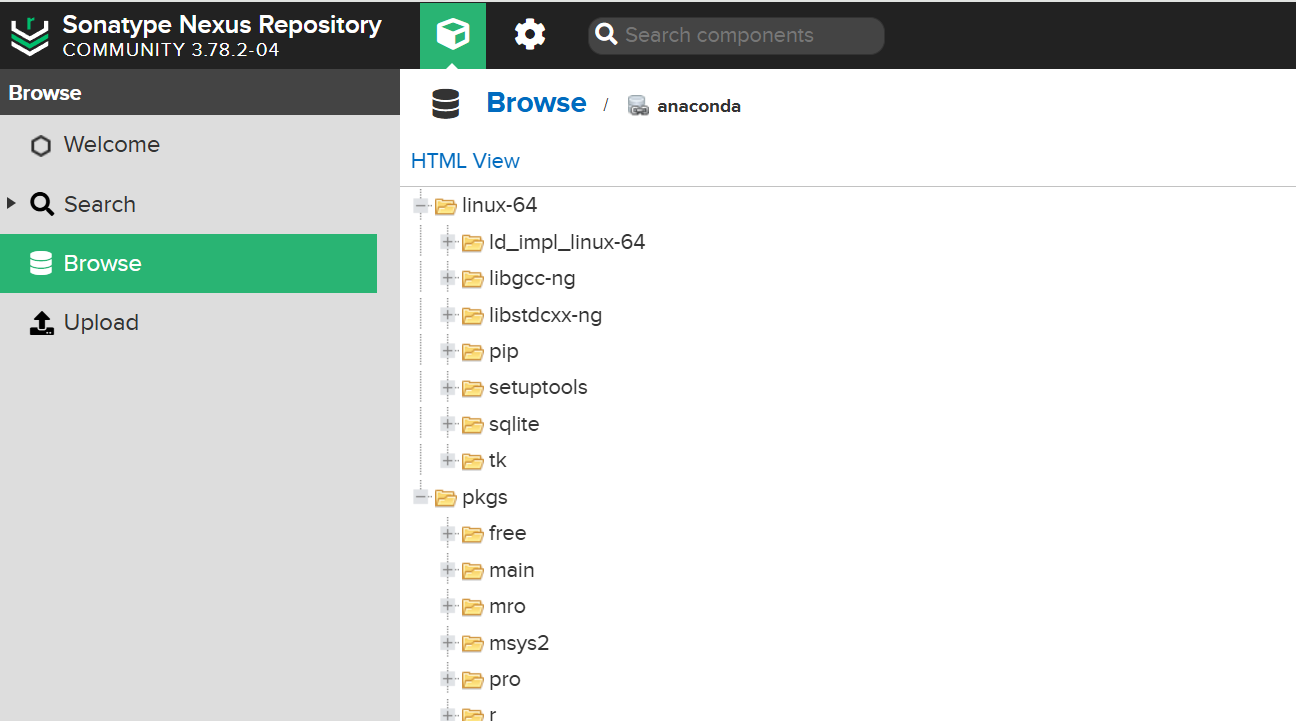 Sonatype Nexus Repository
COMMUNITY 3.78.2-04
Search components
Browse
Welcome
Search
Browse
Upload
Browse / anaconda
HTML View
linux-64
ld_impl_linux-64
libgcc-ng
libstdcxx-ng
pip
setuptools
sqlite
tk
pkgs
free
main
mro
msys2
pro
r